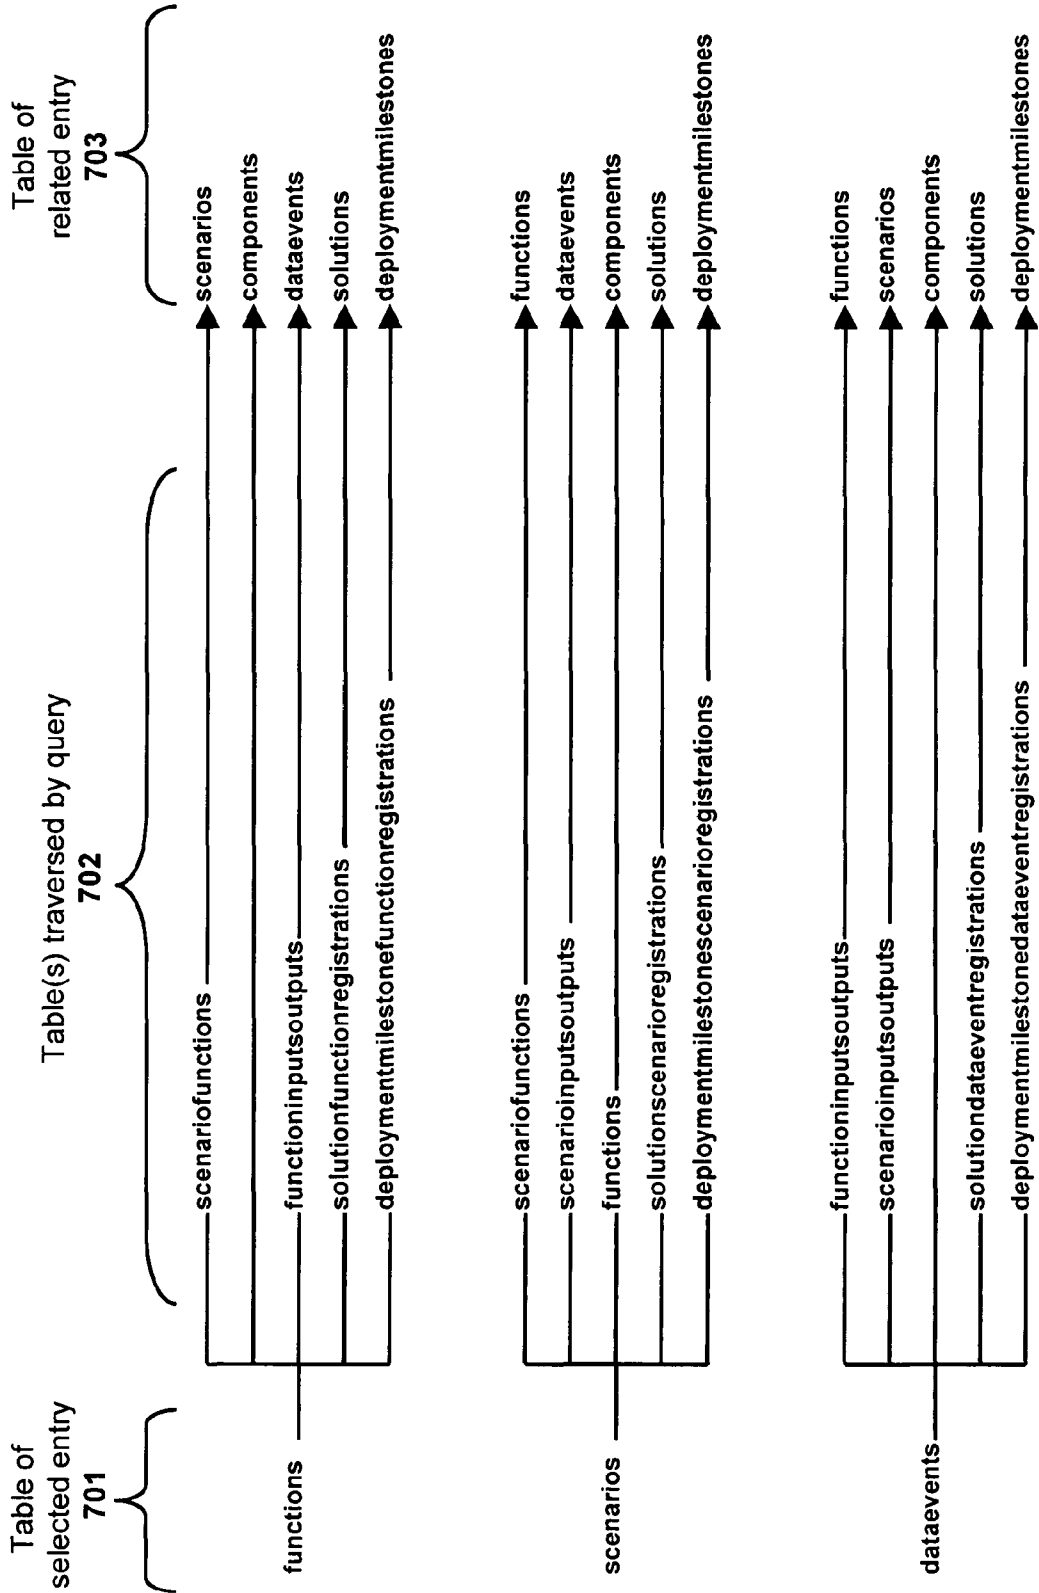 Table of
selected entry
701
Table(s) traversed by query
702
Table of
related entry
703
functions
scenariofunctions
scenarios
components
functioninputsoutputs
dataevents
solutionfunctionregistrations
solutions
deploymentmilestonefunctionregistrations
deploymentmilestones
scenarios
scenariofunctions
functions
scenarioinputsoutputs
dataevents
functions
components
solutionscenarioregistrations
solutions
deploymentmilestonescenarioregistrations
deploymentmilestones
dataevents
functioninputsoutputs
functions
scenarioinputsoutputs
scenarios
components
solutiondataeventregistrations
solutions
deploymentmilestonedataeventregistrations
deploymentmilestones